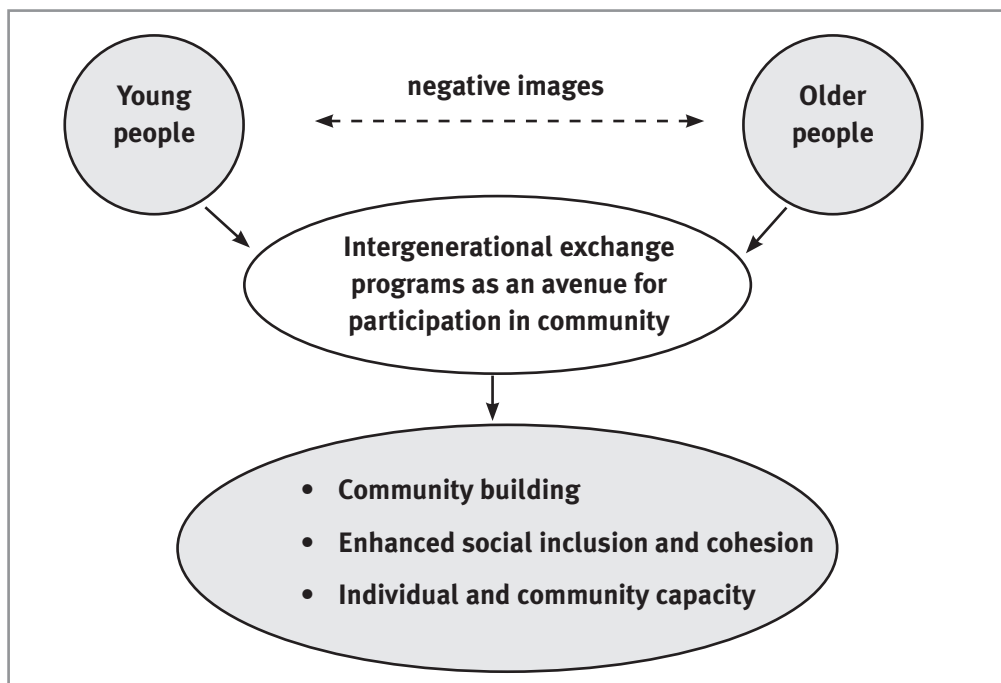 Young
people
negative images
Older
people
Intergenerational exchange
programs as an avenue for
participation in community
• Community building
• Enhanced social inclusion and cohesion
• Individual and community capacity